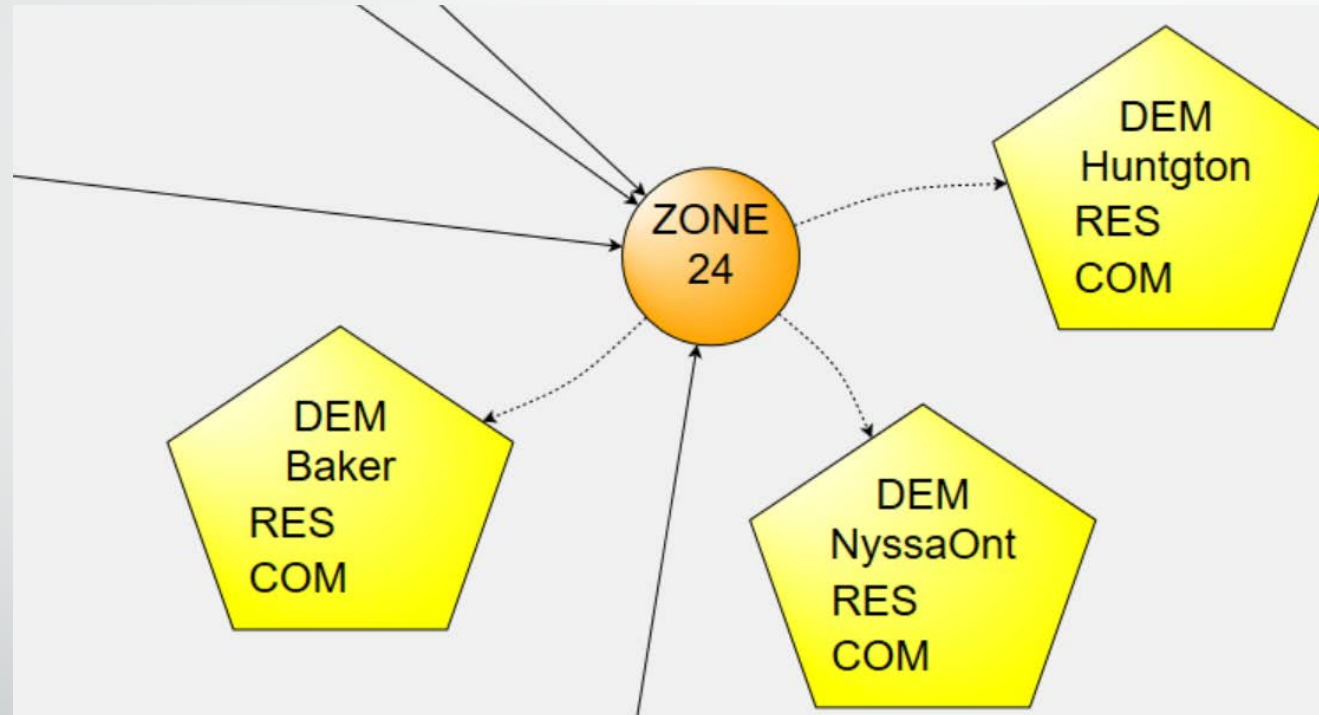 ZONE
24
DEM
Huntgton
RES
COM
DEM
Baker
RES
COM
DEM
NyssaOnt
RES
COM